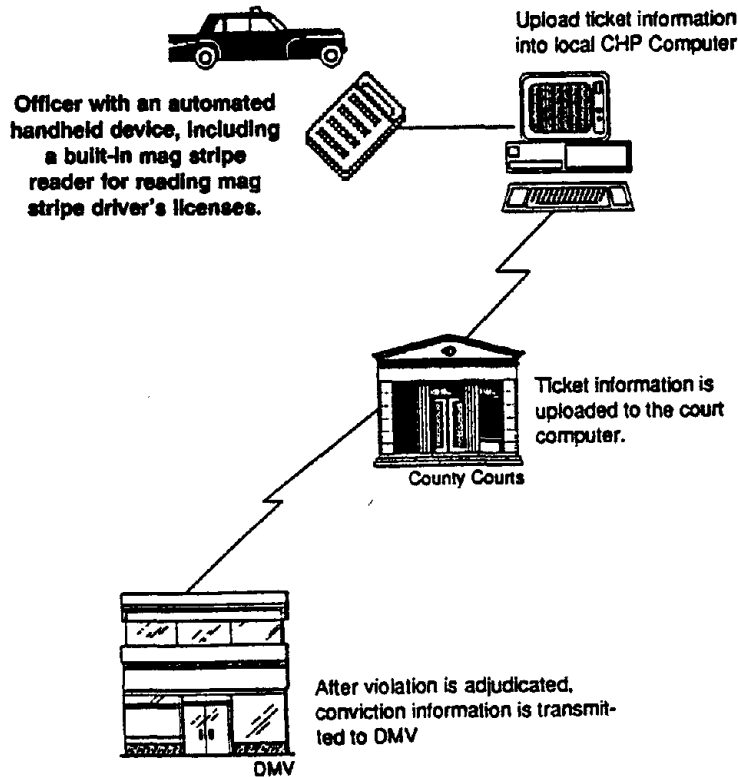 Upload ticket information
into local CHP Computer
Officer with an automated
handheld device, including
a built-in mag stripe
reader for reading mag
stripe driver's licenses.
Ticket information is
uploaded to the court
computer.
County Courts
After violation is adjudicated,
conviction information is transmit-
ted to DMV
DMV